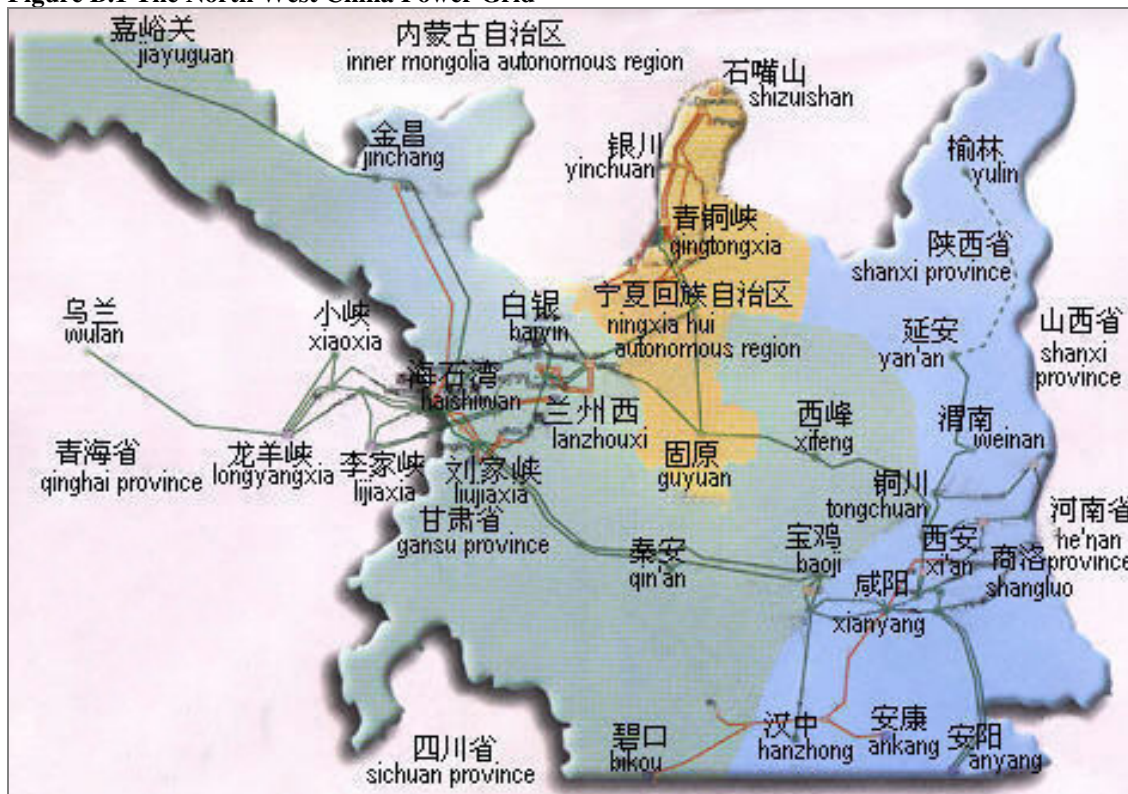 Figure B.1 The North West China Power Grid
嘉峪关
jiayuguan
内蒙古自治区
inner mongolia autonomous region
石嘴山
shizuishan
金昌
jinchang
银川
yinchuan
榆林
yulin
青铜峡
qingtongxia
陕西省
shanxi province
乌兰
wulan
小峡
xiaoxia
白银
baiyin
宁夏回族自治区
ningxia hui
autonomous region
延安
yan'an
山西省
shanxi
province
海石湾
haishiwan
兰州西
lanzhouxi
西峰
xifeng
渭南
weinan
青海省
qinghai province
龙羊峡
longyangxia
李家峡
lijiaxia
刘家峡
liujiaxia
固原
guyuan
铜川
tongchuan
甘肃省
gansu province
秦安
qin'an
宝鸡
baoji
西安
xi'an
河南省
he'nan
province
商洛
shangluo
咸阳
xianyang
四川省
sichuan province
碧口
bikou
汉中
hanzhong
安康
ankang
安阳
anyang